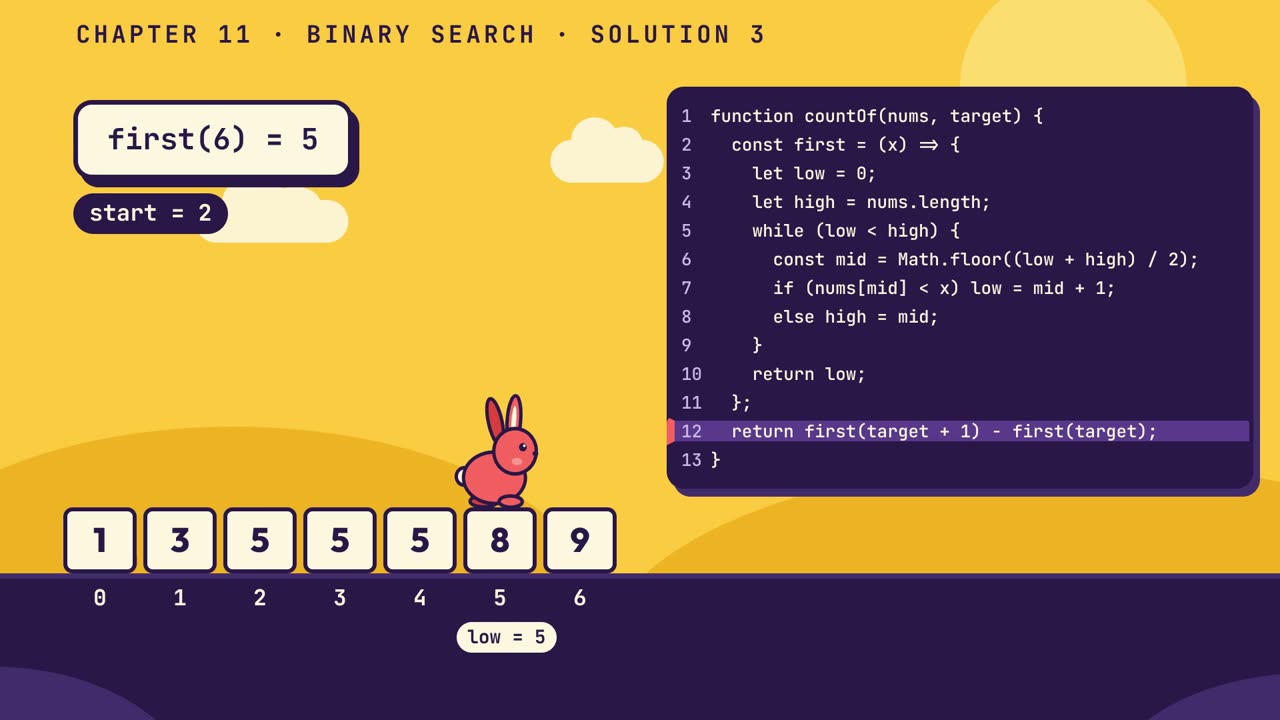 CHAPTER 11 · BINARY SEARCH · SOLUTION 3
first(6) = 5
start = 2
1 function countOf(nums, target) {
2   const first = (x) => {
3     let low = 0;
4     let high = nums.length;
5     while (low < high) {
6       const mid = Math.floor((low + high) / 2);
7       if (nums[mid] < x) low = mid + 1;
8       else high = mid;
9     }
10     return low;
11   };
12   return first(target + 1) - first(target);
13 }
1 3 5 5 5 8 9
0 1 2 3 4 5 6
low = 5